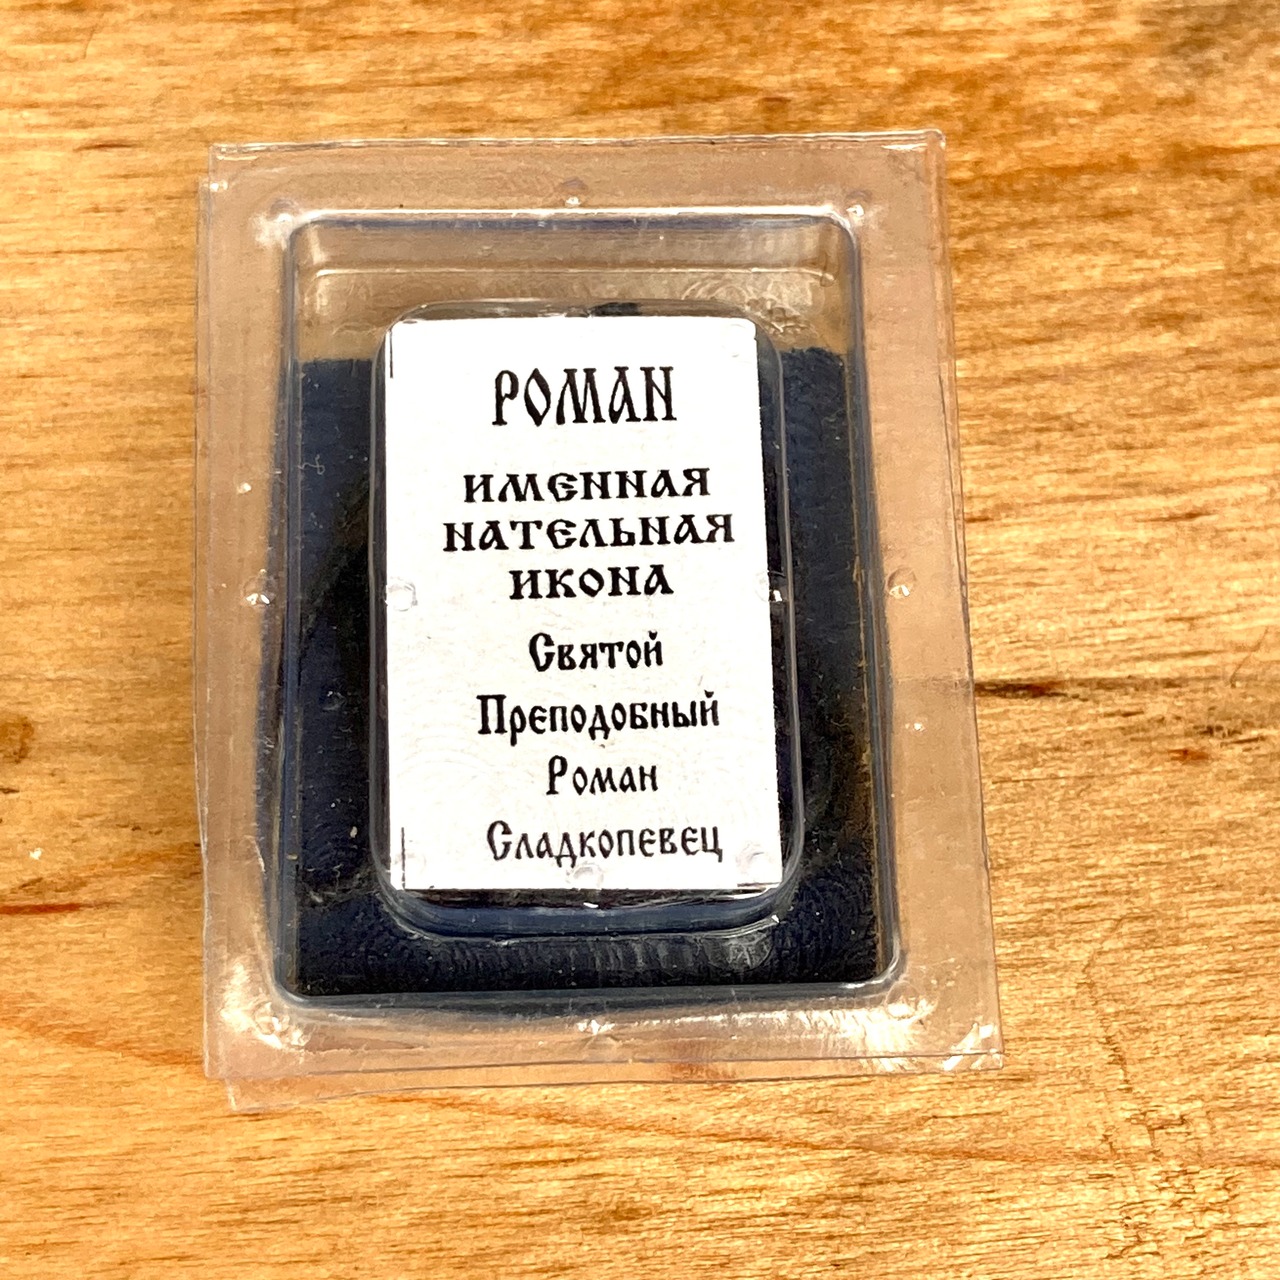 РОМАН
ИМЕННАЯ
НАТЕЛЬНАЯ
ИКОНА
Святой
Преподобный
Роман
Сладкопевец